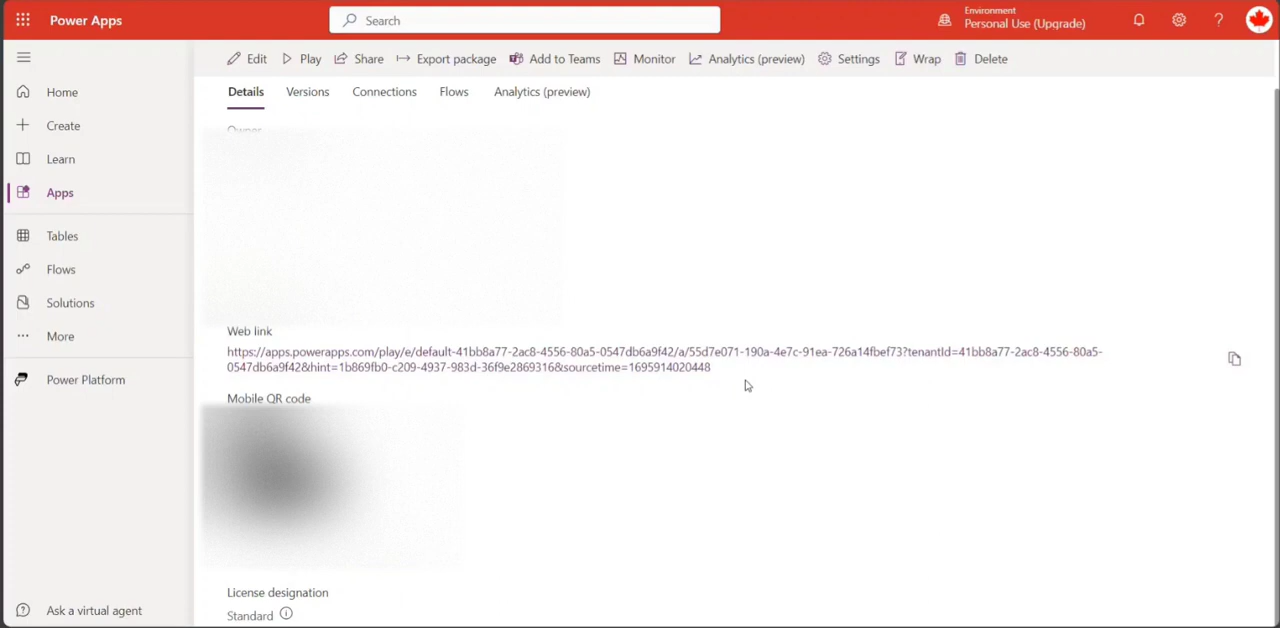 Power Apps
Search
Environment
Personal Use (Upgrade)
?
Edit
Play
Share
Export package
Add to Teams
Monitor
Analytics (preview)
Settings
Wrap
Delete
Home
Create
Learn
Apps
Tables
Flows
Solutions
More
Power Platform
Ask a virtual agent
Details
Versions
Connections
Flows
Analytics (preview)
Owner
Web link
https://apps.powerapps.com/play/e/default-41bb8a77-2ac8-4556-80a5-0547db6a9f42/a/55d7e071-190a-4e7c-91ea-726a14fbef73?tenantId=41bb8a77-2ac8-4556-80a5-
0547db6a9f42&hint=1b869fb0-c209-4937-983d-36f9e2869316&sourcetime=1695914020448
Mobile QR code
License designation
Standard